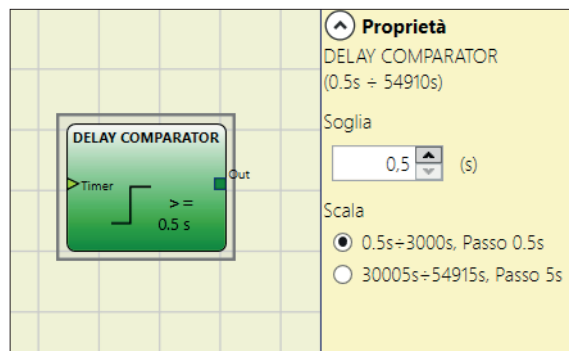 DELAY COMPARATOR
Timer
Out
>=
0.5 s
Proprietà
DELAY COMPARATOR
(0.5s ÷ 54910s)
Soglia
0,5 (s)
Scala
0.5s÷3000s, Passo 0.5s
30005s÷54915s, Passo 5s